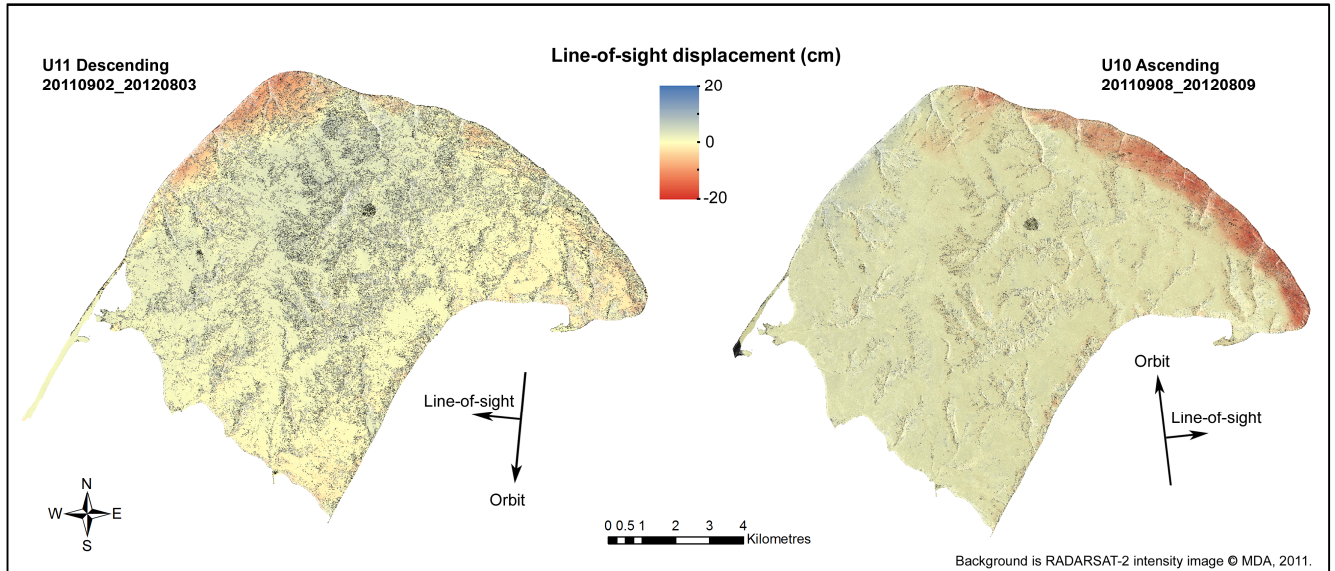 Line-of-sight displacement (cm)
U11 Descending
20110902_20120803
U10 Ascending
20110908_20120809
20
0
-20
Line-of-sight
Orbit
Orbit
Line-of-sight
N
W E
S
0 0.5 1 2 3 4
Kilometres
Background is RADARSAT-2 intensity image © MDA, 2011.